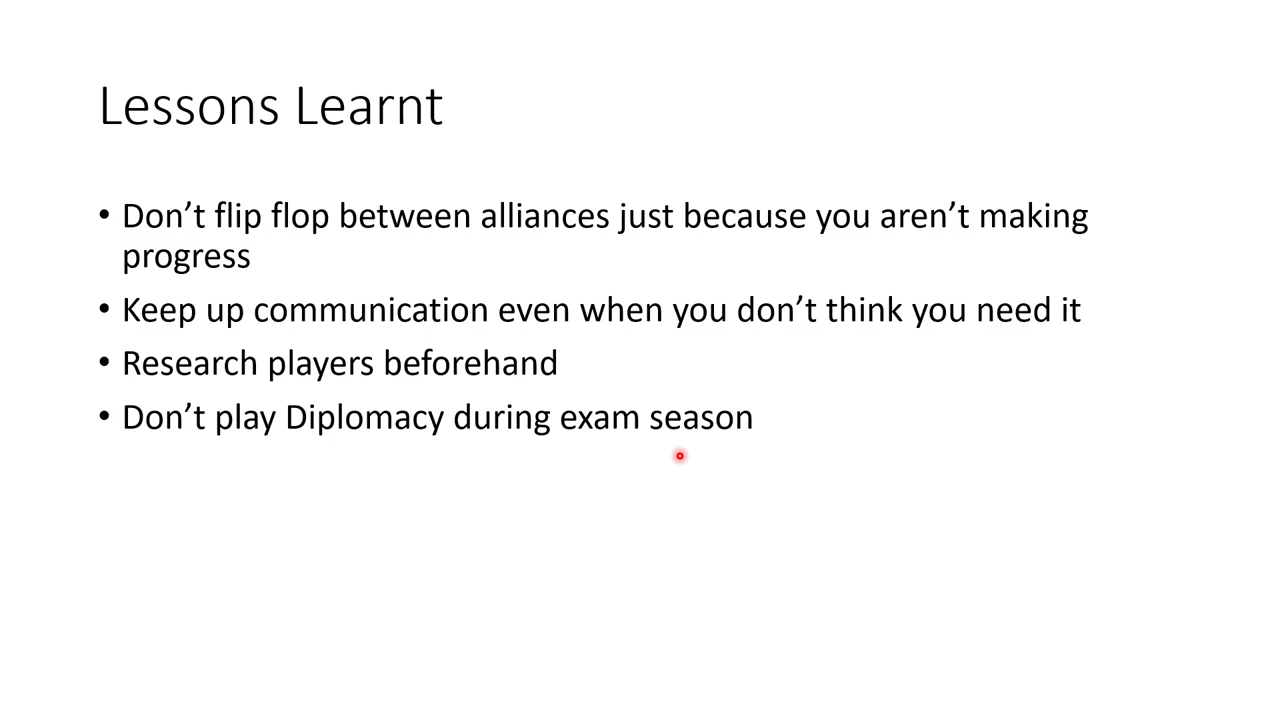 Lessons Learnt
• Don’t flip flop between alliances just because you aren’t making
progress
• Keep up communication even when you don’t think you need it
• Research players beforehand
• Don’t play Diplomacy during exam season